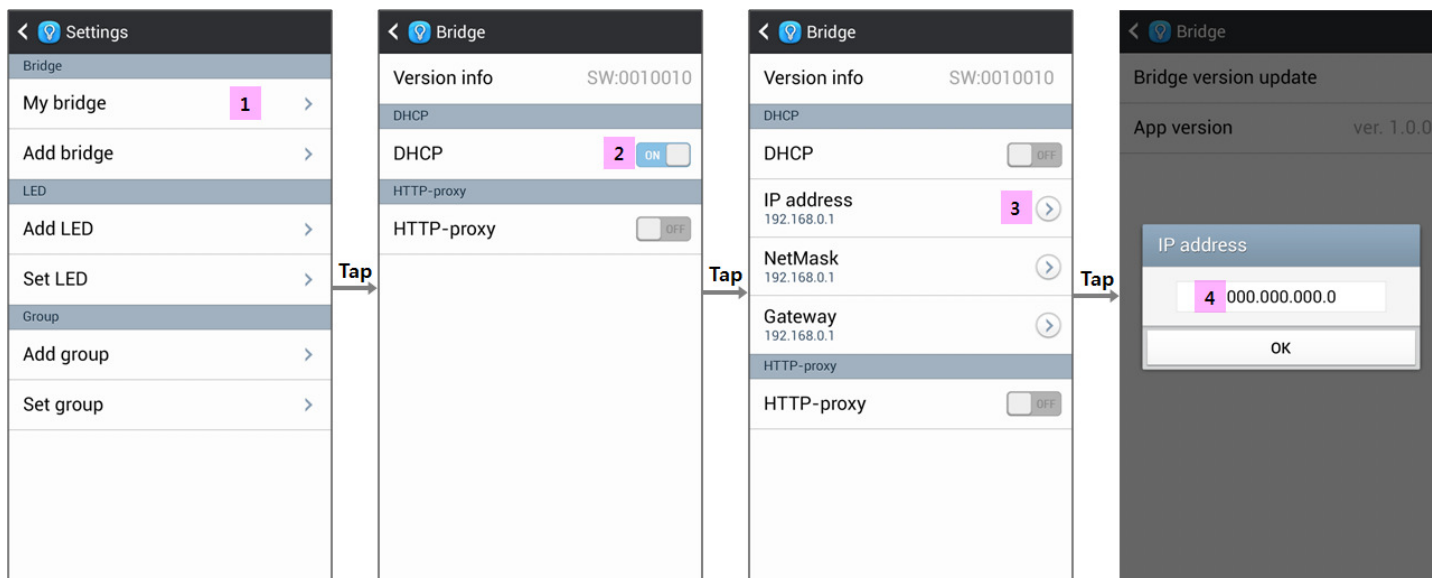 Settings
Bridge
My bridge 1
Add bridge
LED
Add LED
Set LED
Group
Add group
Set group
Tap
Bridge
Version info SW:0010010
DHCP
DHCP 2 ON
HTTP-proxy
HTTP-proxy OFF
Tap
Bridge
Version info SW:0010010
DHCP
DHCP OFF
IP address 3
192.168.0.1
NetMask
192.168.0.1
Gateway
192.168.0.1
HTTP-proxy
HTTP-proxy OFF
Tap
Bridge
Bridge version update
App version ver. 1.0.0
IP address
4 000.000.000.0
OK